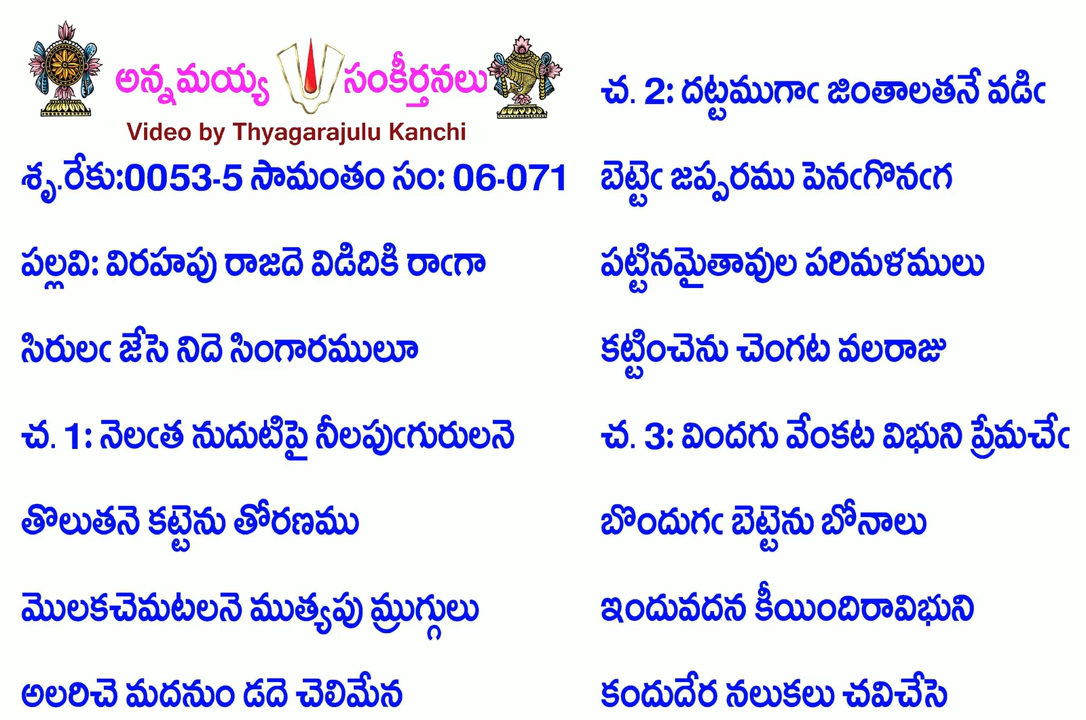 అన్నమయ్య సంకీర్తనలు
Video by Thyagarajulu Kanchi
శృ.రేకు:0053-5 సామంతం సం: 06-071
పల్లవి: విరహపు రాజదె విడిదికి రాఁగా
సిరులఁ జేసె నిదె సింగారములూ
చ. 1: నెలఁత నుదుటిపై నీలపుఁగురులనె
తొలుతనె కట్టెను తోరణము
మొలకచెమటలనె ముత్యపు మ్రుగ్గులు
అలరిచె మదనుం డదె చెలిమేన
చ. 2: దట్టముగాఁ జింతాలతనే వడిఁ
బెట్టెఁ జప్పరము పెనఁగొనఁగ
పట్టినమైతావుల పరిమళములు
కట్టించెను చెంగట వలరాజు
చ. 3: విందగు వేంకట విభుని ప్రేమచేఁ
బొందుగఁ బెట్టెను బోనాలు
ఇందువదన కీయిందిరావిభుని
కందుదేర నలుకలు చవిచేసె